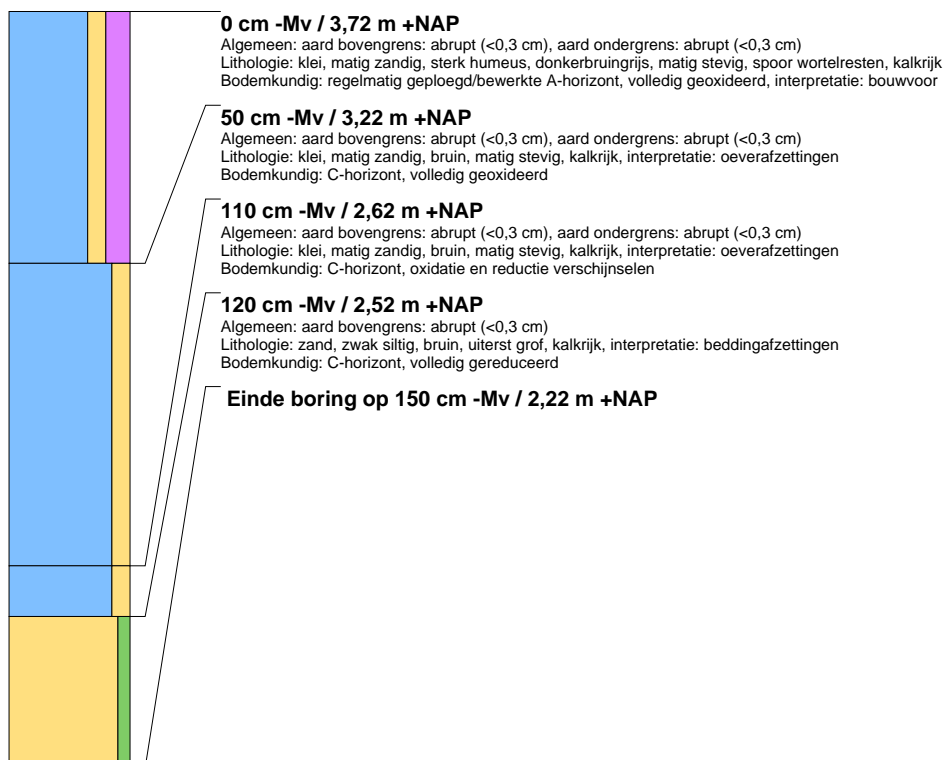 0 cm -Mv / 3,72 m +NAP
Algemeen: aard bovengrens: abrupt (<0,3 cm), aard ondergrens: abrupt (<0,3 cm)
Lithologie: klei, matig zandig, sterk humeus, donkerbruingrijs, matig stevig, spoor wortelresten, kalkrijk
Bodemkundig: regelmatig geploegd/bewerkte A-horizont, volledig geoxideerd, interpretatie: bouwvoor
50 cm -Mv / 3,22 m +NAP
Algemeen: aard bovengrens: abrupt (<0,3 cm), aard ondergrens: abrupt (<0,3 cm)
Lithologie: klei, matig zandig, bruin, matig stevig, kalkrijk, interpretatie: oeverafzettingen
Bodemkundig: C-horizont, volledig geoxideerd
110 cm -Mv / 2,62 m +NAP
Algemeen: aard bovengrens: abrupt (<0,3 cm), aard ondergrens: abrupt (<0,3 cm)
Lithologie: klei, matig zandig, bruin, matig stevig, kalkrijk, interpretatie: oeverafzettingen
Bodemkundig: C-horizont, oxidatie en reductie verschijnselen
120 cm -Mv / 2,52 m +NAP
Algemeen: aard bovengrens: abrupt (<0,3 cm)
Lithologie: zand, zwak siltig, bruin, uiterst grof, kalkrijk, interpretatie: beddingafzettingen
Bodemkundig: C-horizont, volledig gereduceerd
Einde boring op 150 cm -Mv / 2,22 m +NAP